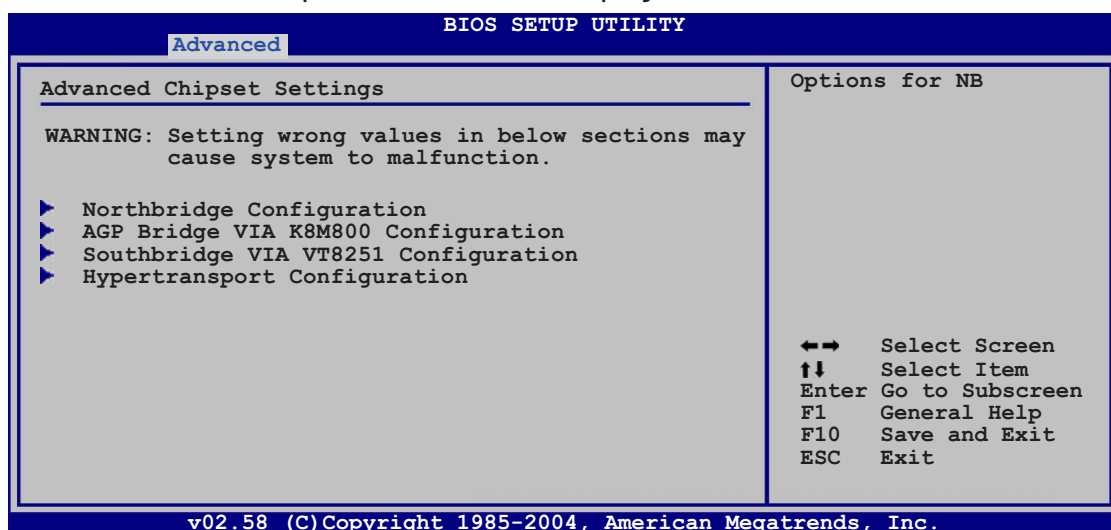 BIOS SETUP UTILITY
Advanced
Advanced Chipset Settings
WARNING: Setting wrong values in below sections may
cause system to malfunction.
Northbridge Configuration
AGP Bridge VIA K8M800 Configuration
Southbridge VIA VT8251 Configuration
Hypertransport Configuration
Options for NB
←→ Select Screen
↑↓ Select Item
Enter Go to Subscreen
F1 General Help
F10 Save and Exit
ESC Exit
v02.58 (C)Copyright 1985-2004, American Megatrends, Inc.